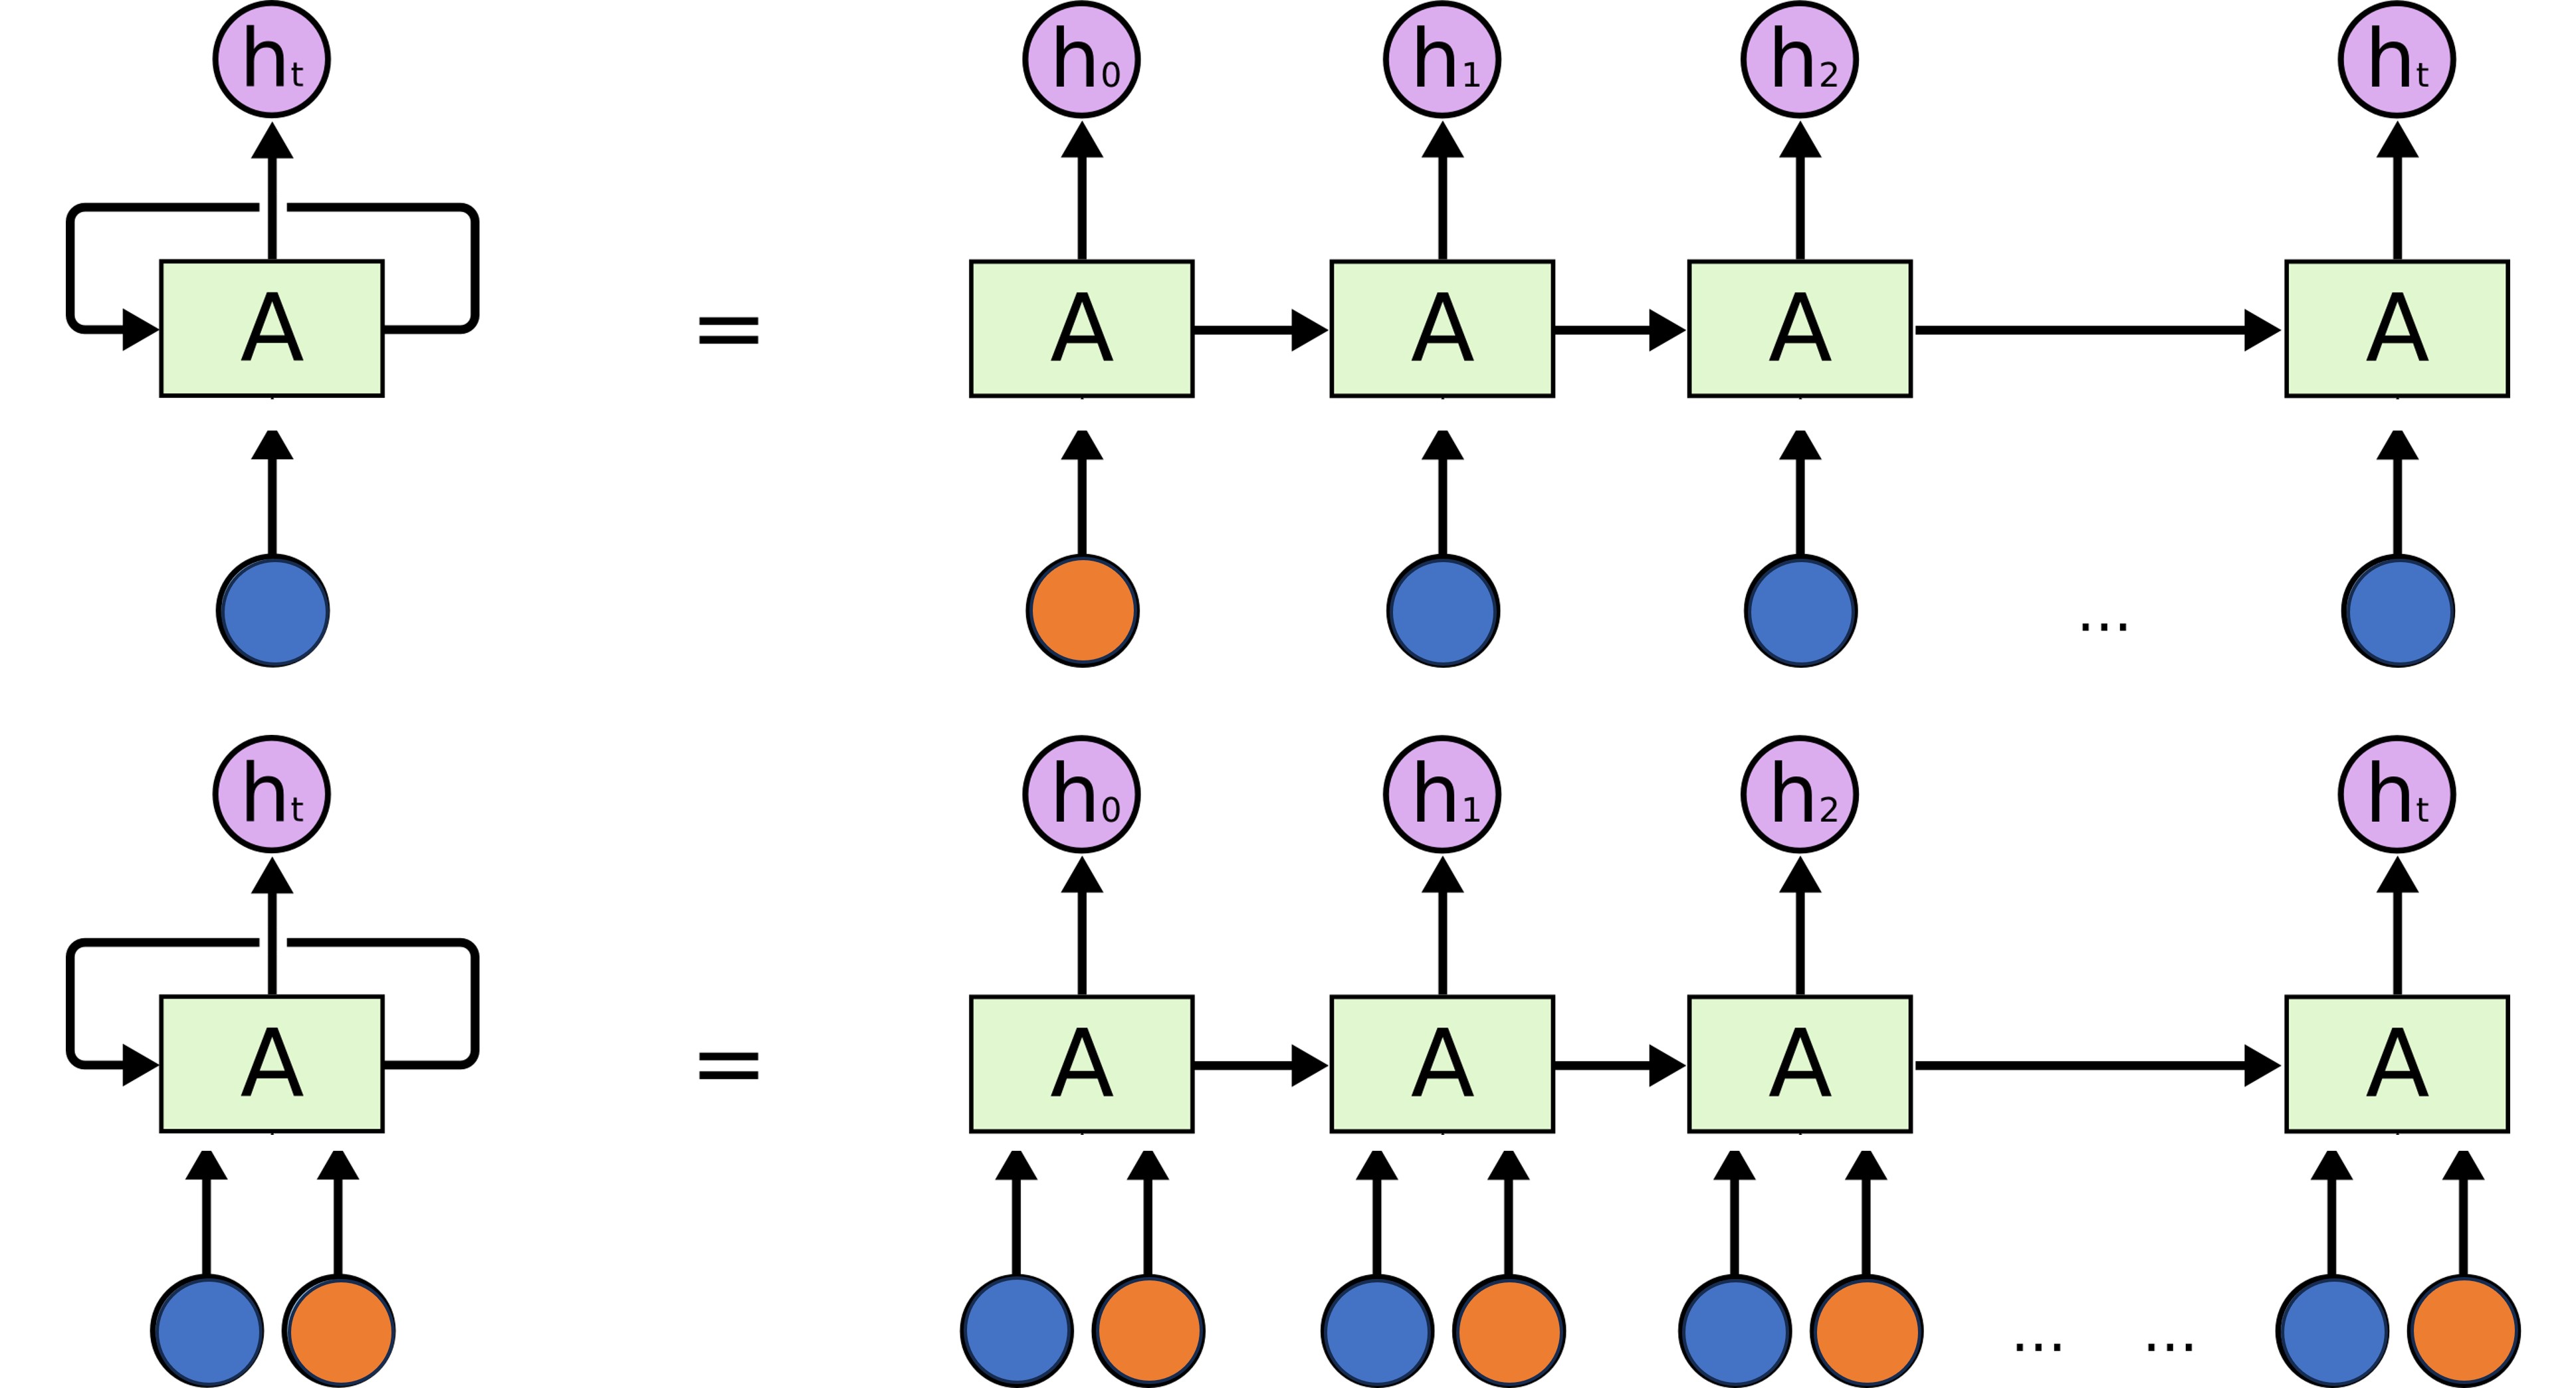 h_t h_0 h_1 h_2 h_t
A = A A A A
...
h_t h_0 h_1 h_2 h_t
A = A A A A
... ...